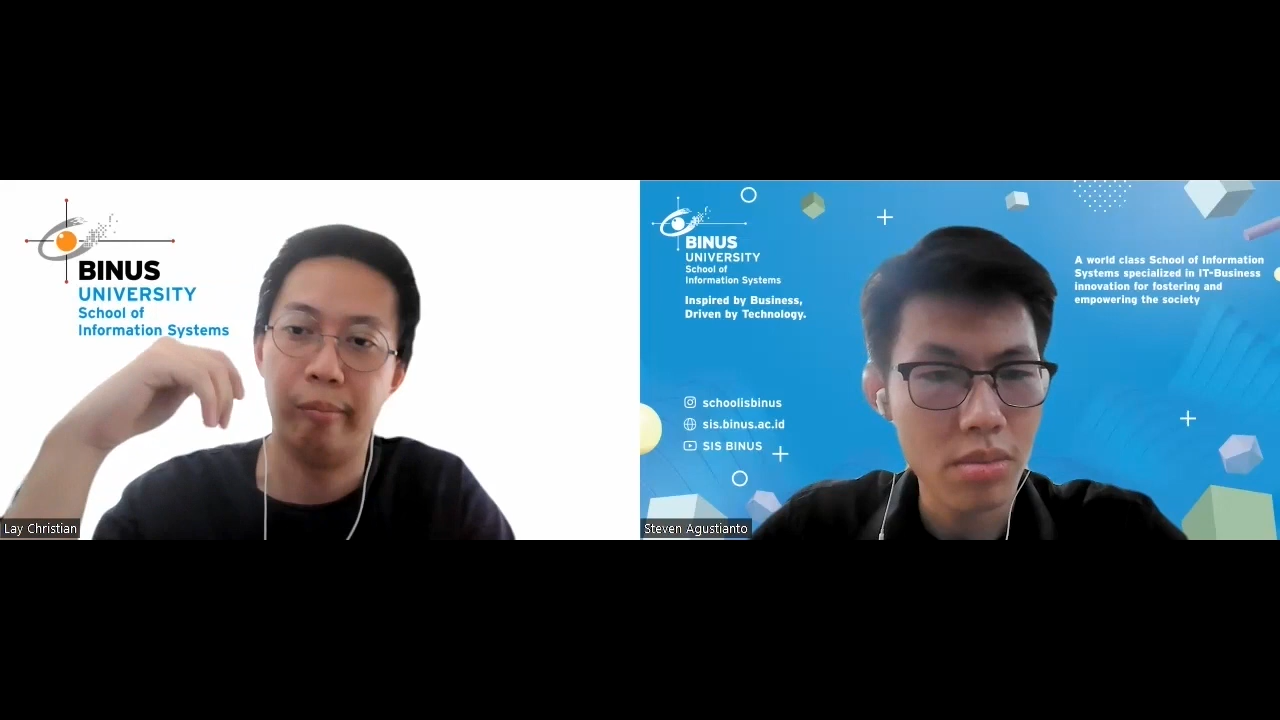 BINUS
UNIVERSITY
School of
Information Systems
Lay Christian
BINUS
UNIVERSITY
School of
Information Systems
Inspired by Business,
Driven by Technology.
A world class School of Information
Systems specialized in IT-Business
innovation for fostering and
empowering the society
schoolisbinus
sis.binus.ac.id
SIS BINUS
Steven Agustianto